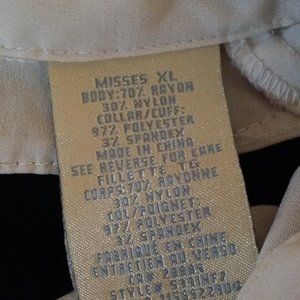 MISSES XL
BODY:70% RAYON
30% NYLON
COLLAR/CUFF:
97% POLYESTER
3% SPANDEX
MADE IN CHINA
SEE REVERSE FOR CARE
FILLETTE TG
CORPS:70% RAYONNE
30% NYLON
COL/POIGNET:
97% POLYESTER
3% SPANDEX
FABRIQUE EN CHINE
ENTRETIEN AU VERSO
STYLE#